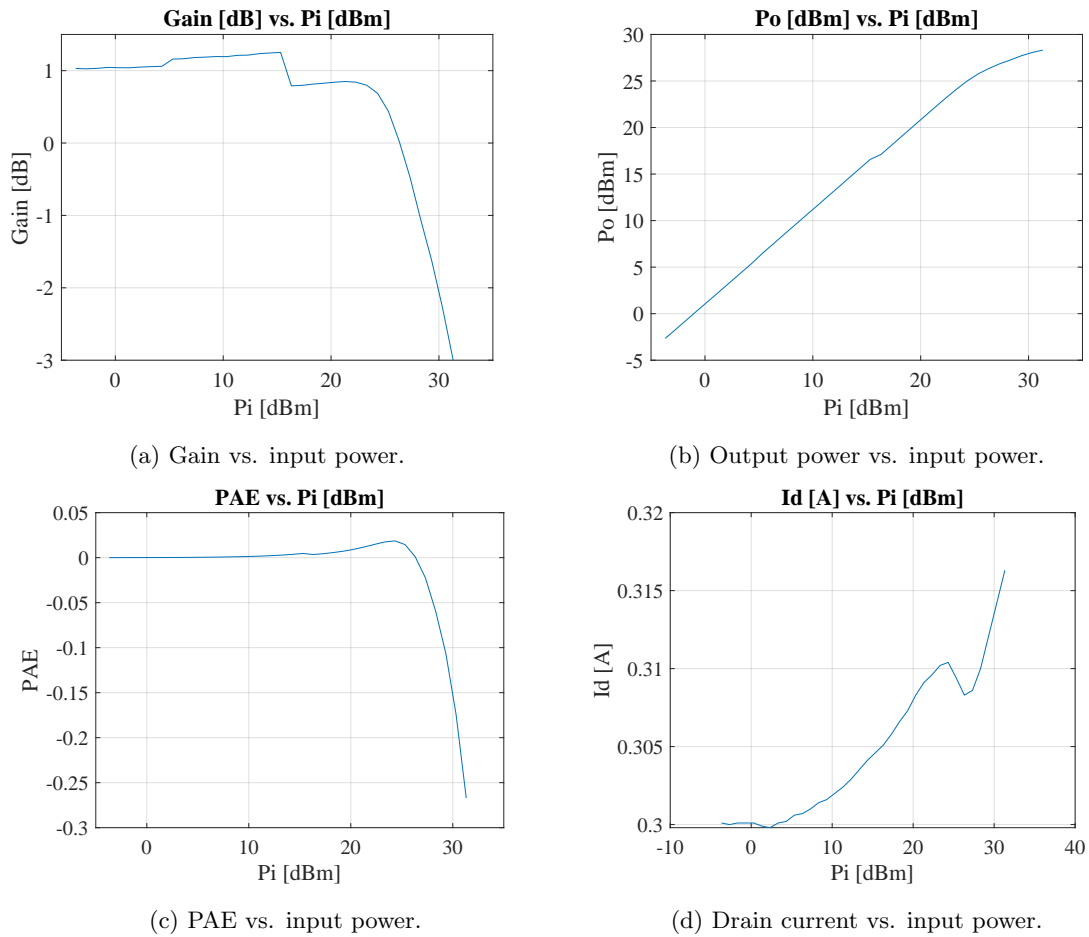 Gain [dB] vs. Pi [dBm]
1
0
-1
-2
-3
Gain [dB]
0
10
20
30
Pi [dBm]
(a) Gain vs. input power.
Po [dBm] vs. Pi [dBm]
30
25
20
15
10
5
0
-5
Po [dBm]
0
10
20
30
Pi [dBm]
(b) Output power vs. input power.
PAE vs. Pi [dBm]
0.05
0
-0.05
-0.1
-0.15
-0.2
-0.25
-0.3
PAE
0
10
20
30
Pi [dBm]
(c) PAE vs. input power.
Id [A] vs. Pi [dBm]
0.32
0.315
0.31
0.305
0.3
Id [A]
-10
0
10
20
30
40
Pi [dBm]
(d) Drain current vs. input power.